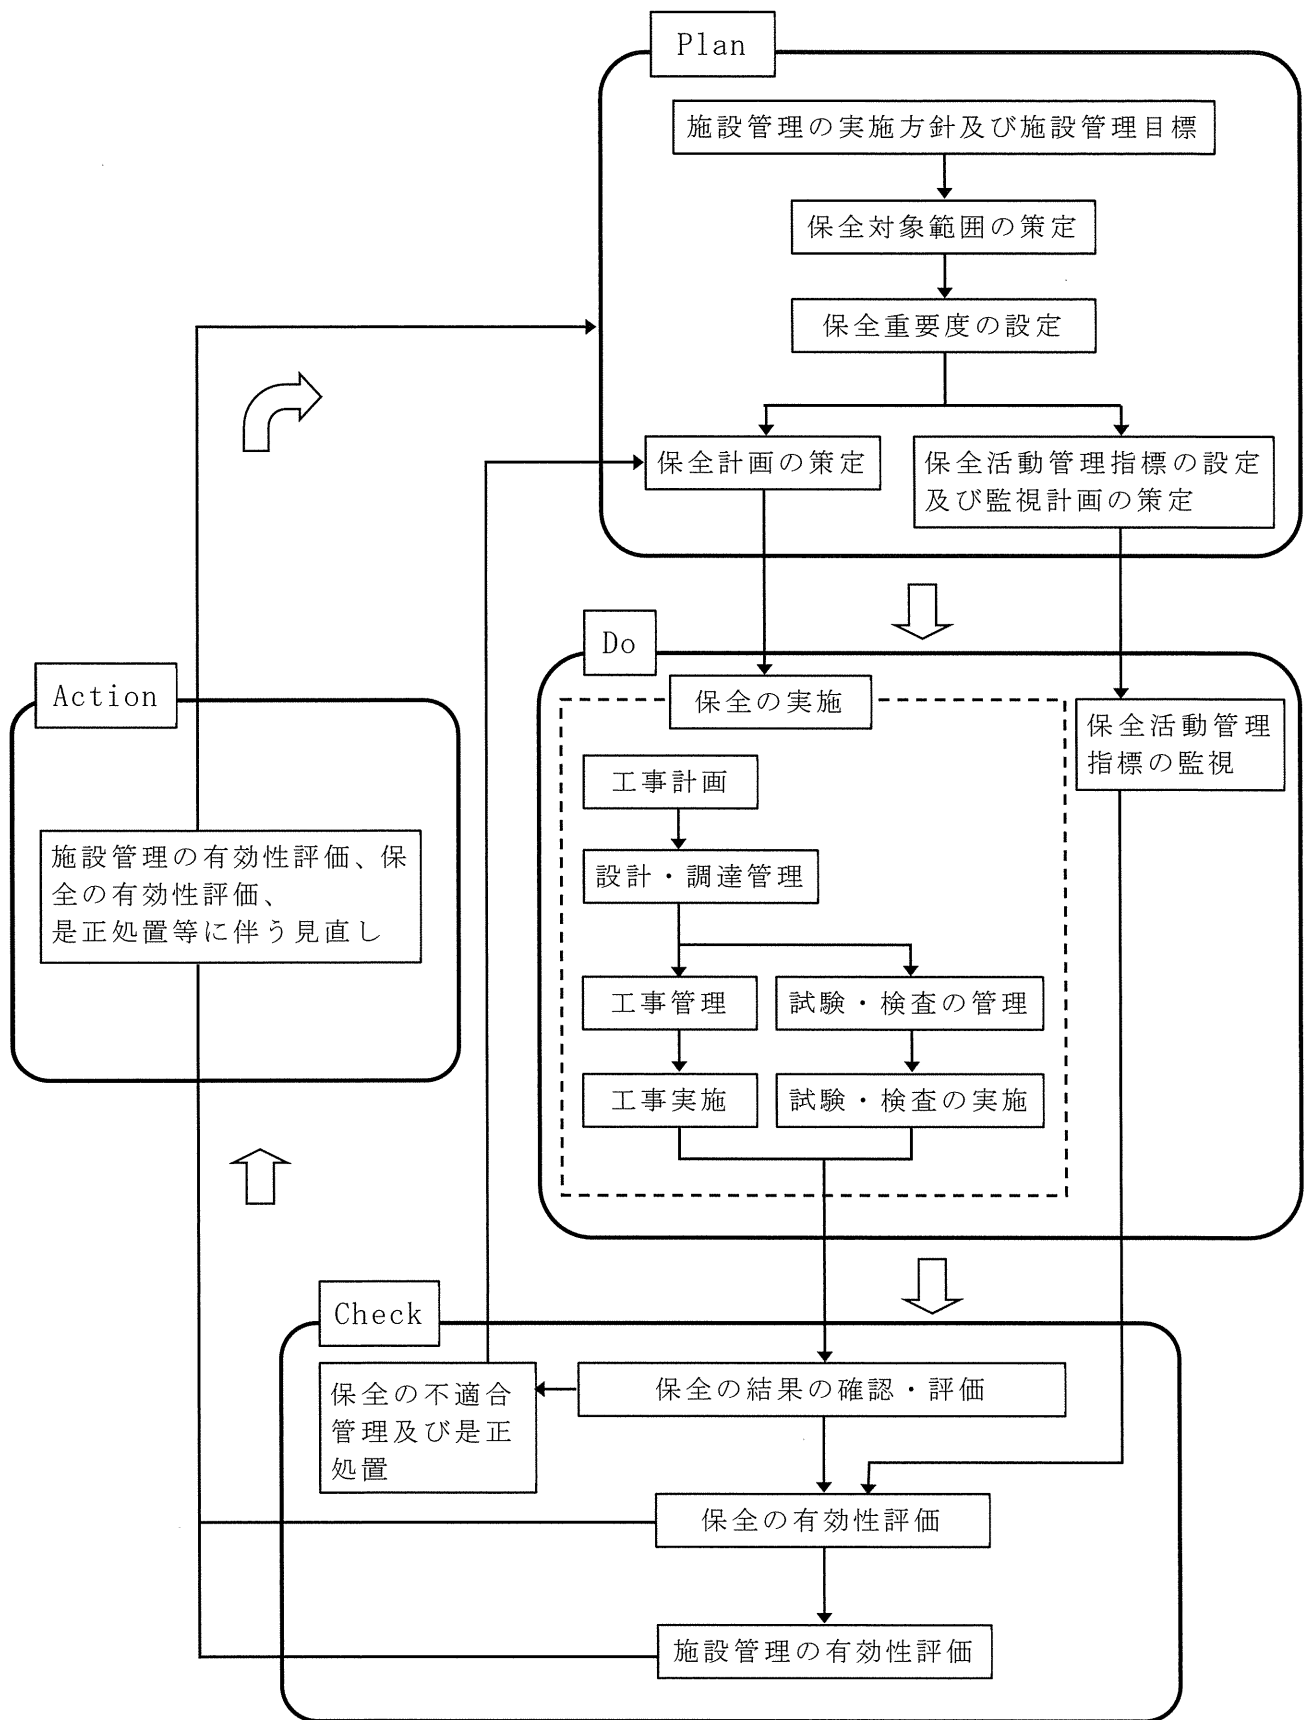 Plan
施設管理の実施方針及び施設管理目標
保全対象範囲の策定
保全重要度の設定
保全計画の策定
保全活動管理指標の設定
及び監視計画の策定
Do
保全の実施
保全活動管理
指標の監視
工事計画
設計・調達管理
工事管理
試験・検査の管理
工事実施
試験・検査の実施
Action
施設管理の有効性評価、保
全の有効性評価、
是正処置等に伴う見直し
Check
保全の不適合
管理及び是正
処置
保全の結果の確認・評価
保全の有効性評価
施設管理の有効性評価